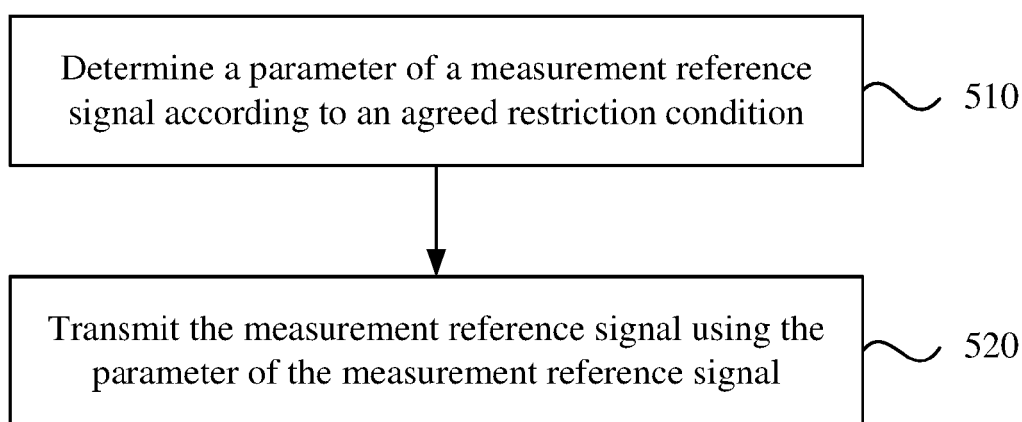 Determine a parameter of a measurement reference
signal according to an agreed restriction condition
510
Transmit the measurement reference signal using the
parameter of the measurement reference signal
520